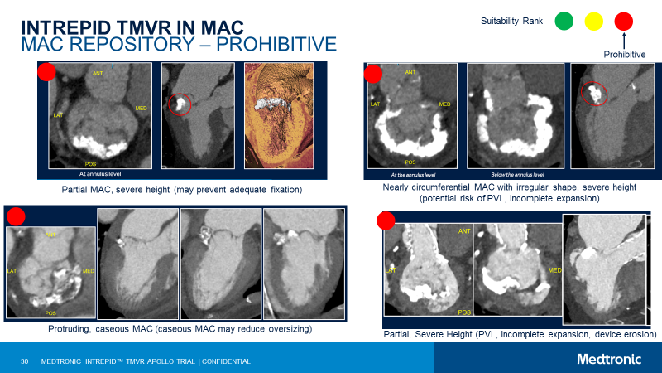 INTREPID TMVR IN MAC
MAC REPOSITORY – PROHIBITIVE
Suitability Rank
Prohibitive
ANT
LAT
MED
POS
At annulus level
Partial MAC, severe height (may prevent adequate fixation)
ANT
LAT
MED
POS
At the annulus level
Below the annulus level
Nearly circumferential MAC with irregular shape, severe height
(potential risk of PVL, incomplete expansion)
ANT
LAT
MED
POS
Protruding, caseous MAC (caseous MAC may reduce oversizing)
ANT
LAT
MED
POS
Partial, Severe Height (PVL, incomplete expansion, device erosion)
30 MEDTRONIC INTREPID™ TMVR APOLLO TRIAL | CONFIDENTIAL
Medtronic